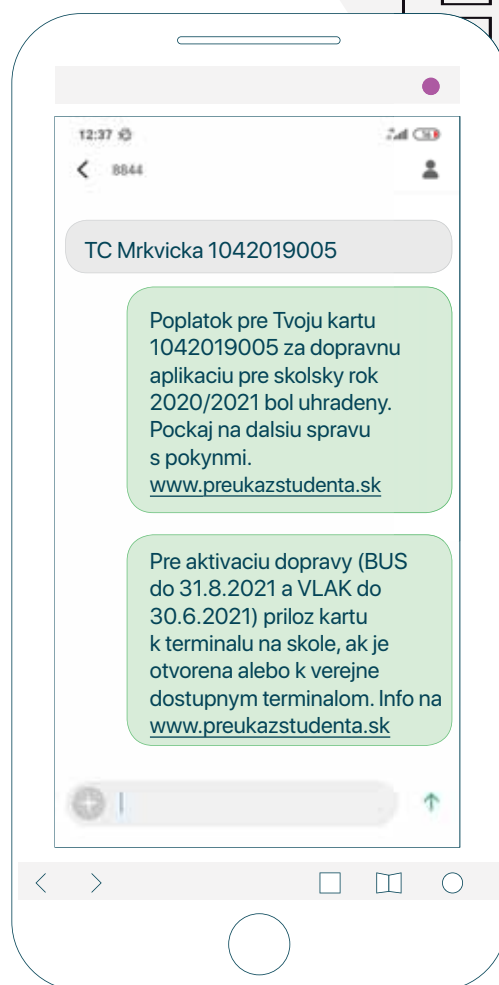 12:37
8844
TC Mrkvicka 1042019005
Poplatok pre Tvoju kartu
1042019005 za dopravnu
aplikaciu pre skolsky rok
2020/2021 bol uhradeny.
Pockaj na dalsiu spravu
s pokynmi.
www.preukazstudenta.sk
Pre aktivaciu dopravy (BUS
do 31.8.2021 a VLAK do
30.6.2021) priloz kartu
k terminalu na skole, ak je
otvorena alebo k verejne
dostupnym terminalom. Info na
www.preukazstudenta.sk